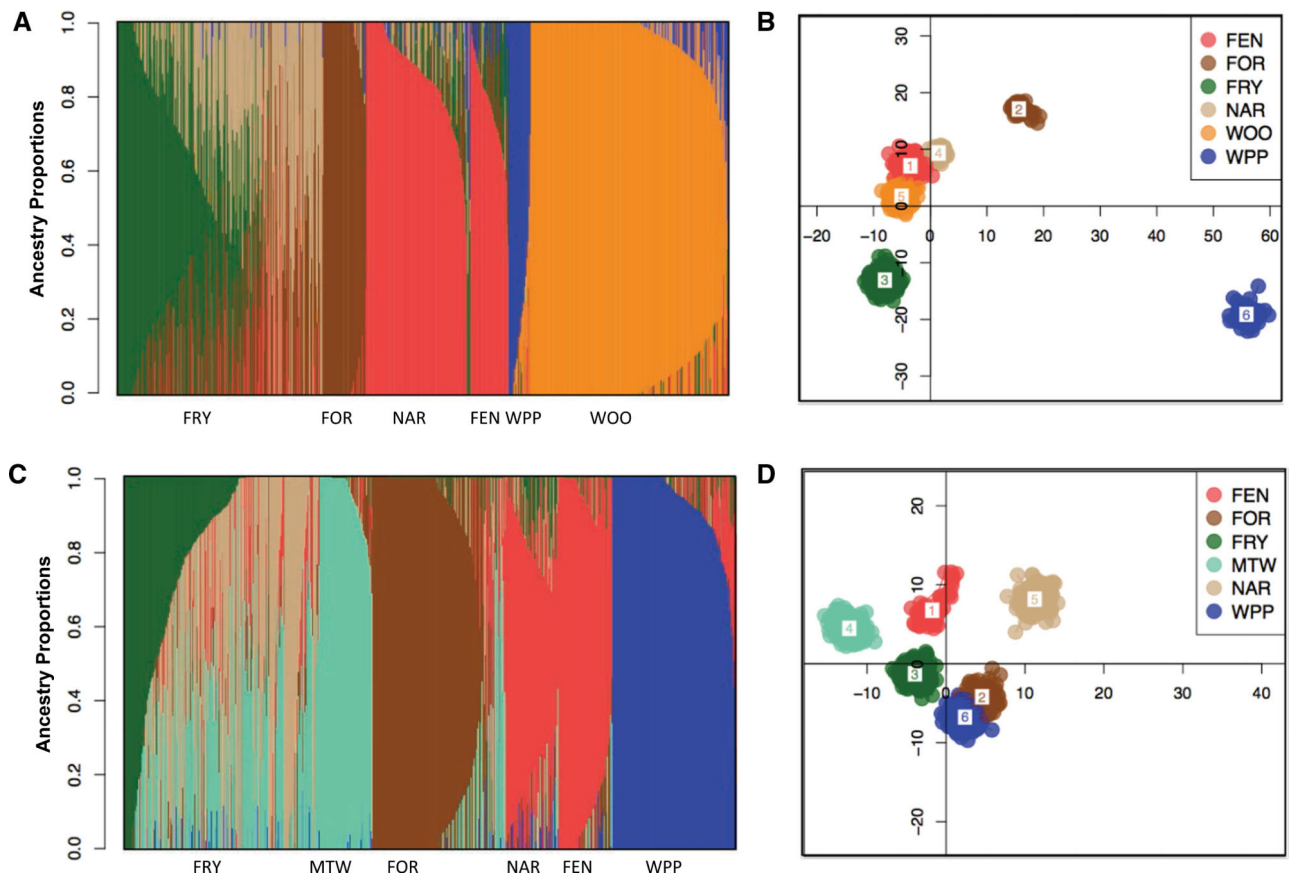 A
Ancestry Proportions
1.0
0.8
0.6
0.4
0.2
0.0
FRY FOR NAR FEN WPP WOO
B
30
20
10
0
-10
-20
-30
-20 -10 0 10 20 30 40 50 60
1
2
3
4
5
6
FEN
FOR
FRY
NAR
WOO
WPP
C
Ancestry Proportions
1.0
0.8
0.6
0.4
0.2
0.0
FRY MTW FOR NAR FEN WPP
D
20
10
0
-10
-20
-10 0 10 20 30 40
1
2
3
4
5
6
FEN
FOR
FRY
MTW
NAR
WPP